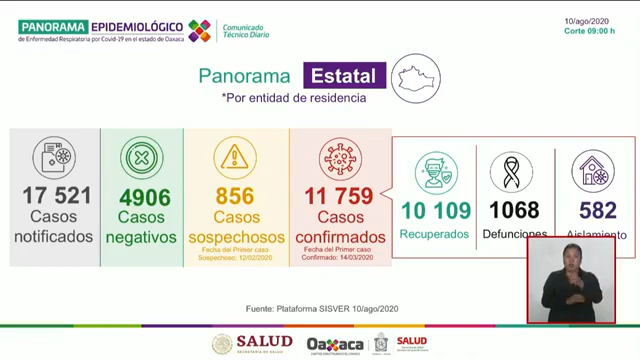 PANORAMA EPIDEMIOLÓGICO
de Enfermedad Respiratoria por Covid-19 en el estado de Oaxaca
Comunicado
Técnico Diario
10/ago/2020
Corte 09:00 h
Panorama Estatal
*Por entidad de residencia
17 521
Casos
notificados
4906
Casos
negativos
856
Casos
sospechosos
Fecha del Primer caso
Sospechoso: 12/02/2020
11 759
Casos
confirmados
Fecha del Primer caso
Confirmado: 14/03/2020
10 109
Recuperados
1068
Defunciones
582
Aislamiento
Fuente: Plataforma SISVER 10/ago/2020
SALUD
SECRETARÍA DE SALUD
Oaxaca
SALUD